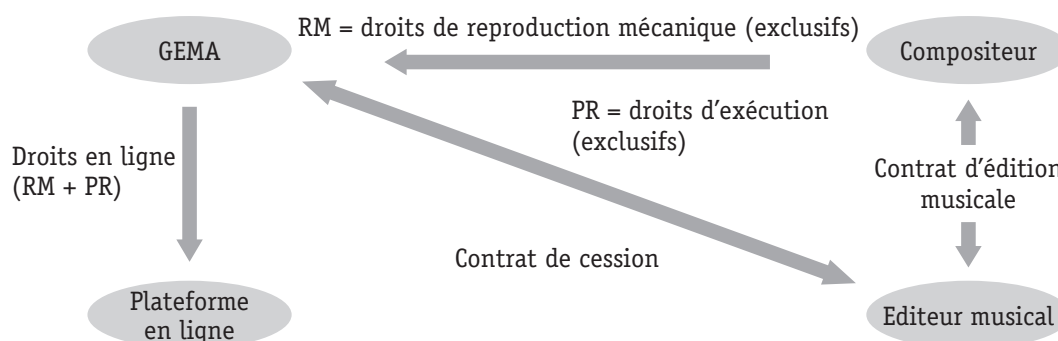 RM = droits de reproduction mécanique (exclusifs)
GEMA
Compositeur
PR = droits d'exécution
(exclusifs)
Droits en ligne
(RM + PR)
Contrat d'édition
musicale
Contrat de cession
Plateforme
en ligne
Editeur musical